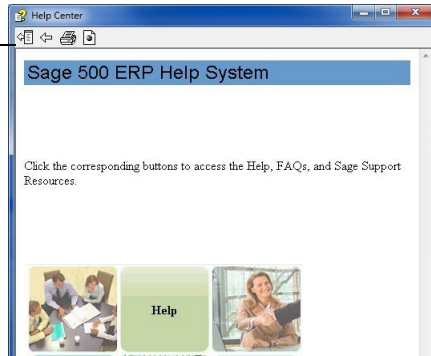 Help Center
Sage 500 ERP Help System
Click the corresponding buttons to access the Help, FAQs, and Sage Support
Resources.
Help